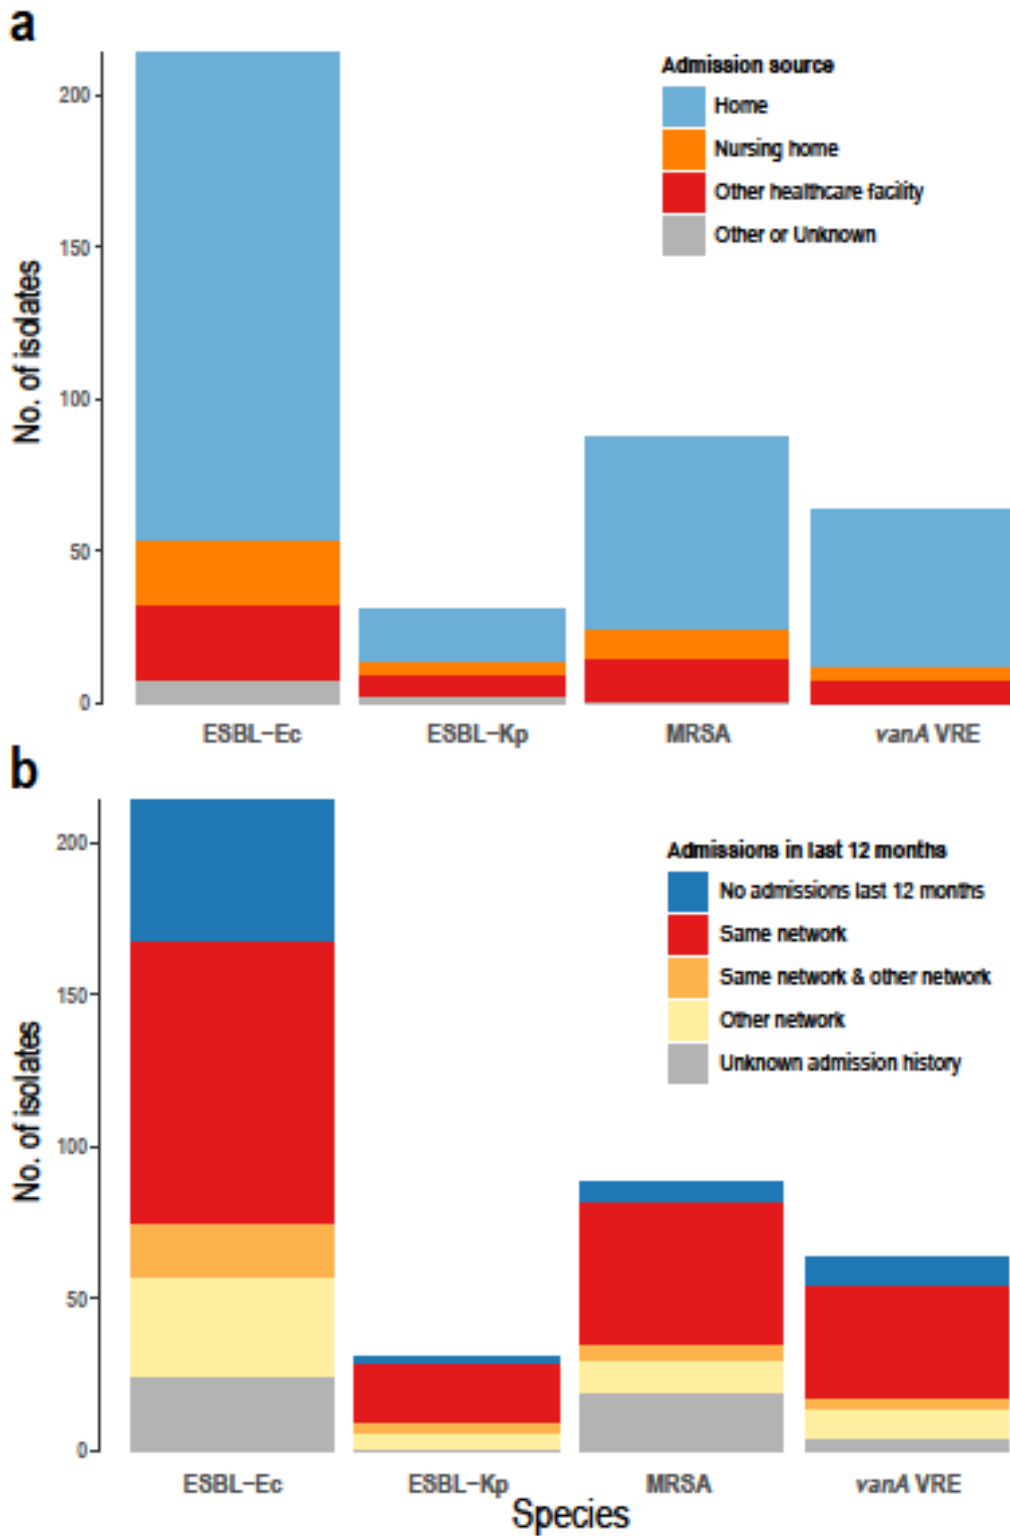 a
No. of isolates
200
150
100
50
0
Admission source
Home
Nursing home
Other healthcare facility
Other or Unknown
ESBL-Ec ESBL-Kp MRSA vanA VRE
b
No. of isolates
200
150
100
50
0
Admissions in last 12 months
No admissions last 12 months
Same network
Same network & other network
Other network
Unknown admission history
ESBL-Ec ESBL-Kp MRSA vanA VRE
Species